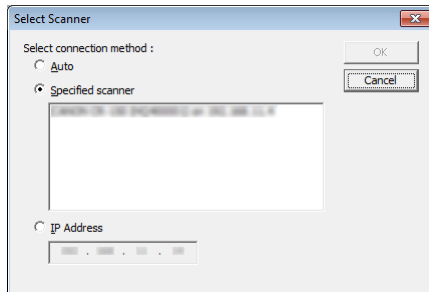 Select Scanner
Select connection method :
Auto
Specified scanner
IP Address
OK
Cancel